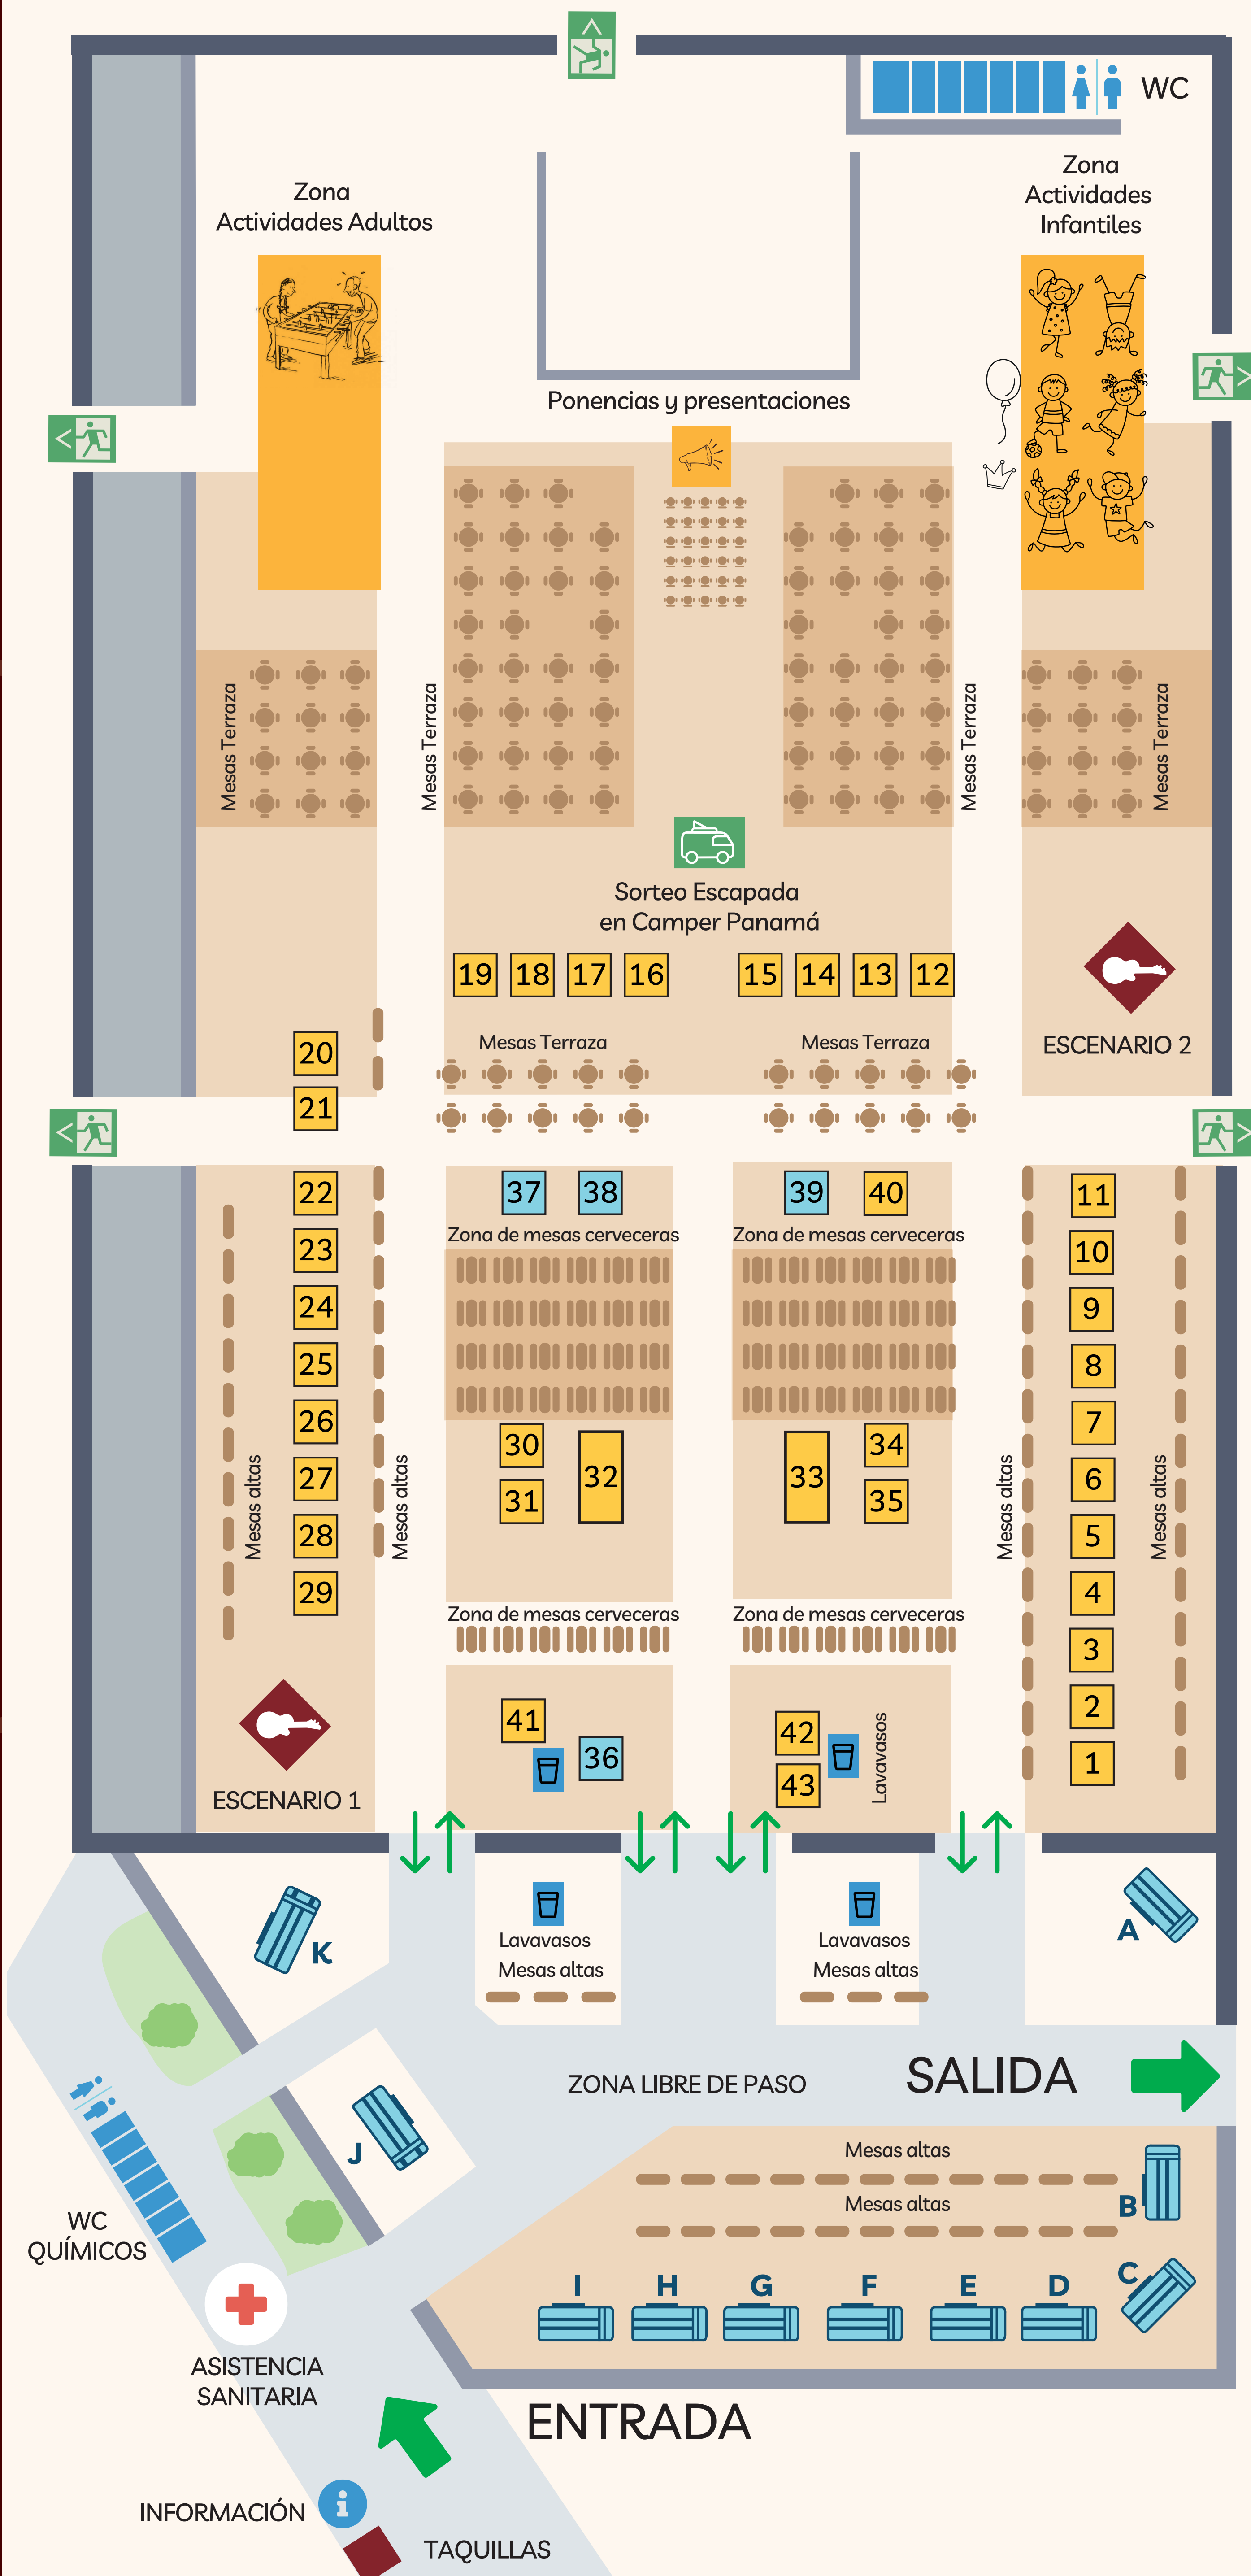 WC
Zona
Actividades Adultos
Zona
Actividades
Infantiles
Ponencias y presentaciones
Mesas Terraza
Mesas Terraza
Mesas Terraza
Mesas Terraza
Sorteo Escapada
en Camper Panamá
19 18 17 16 15 14 13 12
ESCENARIO 2
Mesas Terraza
Mesas Terraza
20
21
22
23
24
25
26
27
28
29
Mesas altas
Mesas altas
37 38
39 40
Zona de mesas cerveceras
Zona de mesas cerveceras
30
31
32
33
34
35
11
10
9
8
7
6
5
4
3
2
1
Mesas altas
Mesas altas
Zona de mesas cerveceras
Zona de mesas cerveceras
41
36
42
43
Lavavasos
ESCENARIO 1
K
Lavavasos
Mesas altas
Lavavasos
Mesas altas
A
ZONA LIBRE DE PASO
SALIDA
J
Mesas altas
Mesas altas
B
C
I H G F E D
WC
QUÍMICOS
ASISTENCIA
SANITARIA
ENTRADA
INFORMACIÓN
i
TAQUILLAS